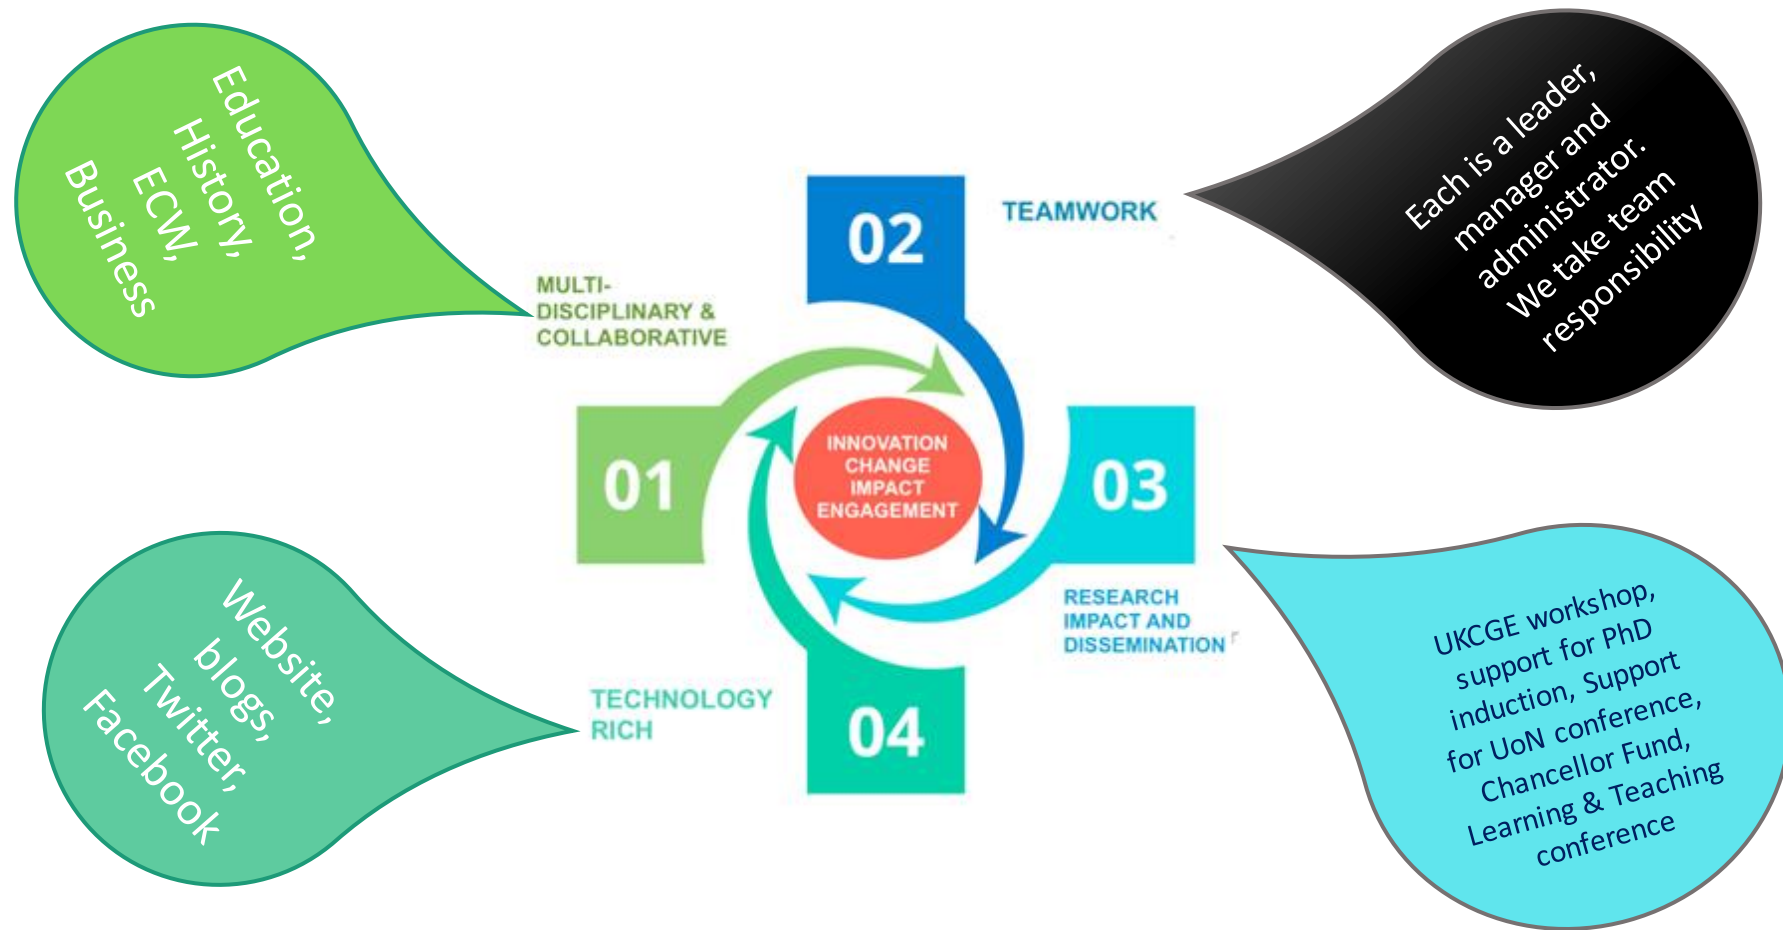 Education,
History,
ECW,
Business
MULTI-
DISCIPLINARY &
COLLABORATIVE
01
02
TEAMWORK
Each is a leader,
manager and
administrator.
We take team
responsibility
INNOVATION
CHANGE
IMPACT
ENGAGEMENT
03
RESEARCH
IMPACT AND
DISSEMINATION
UKCGE workshop,
support for PhD
induction, Support
for UoN conference,
Chancellor Fund,
Learning & Teaching
conference
04
TECHNOLOGY
RICH
Website,
blogs,
Twitter,
Facebook